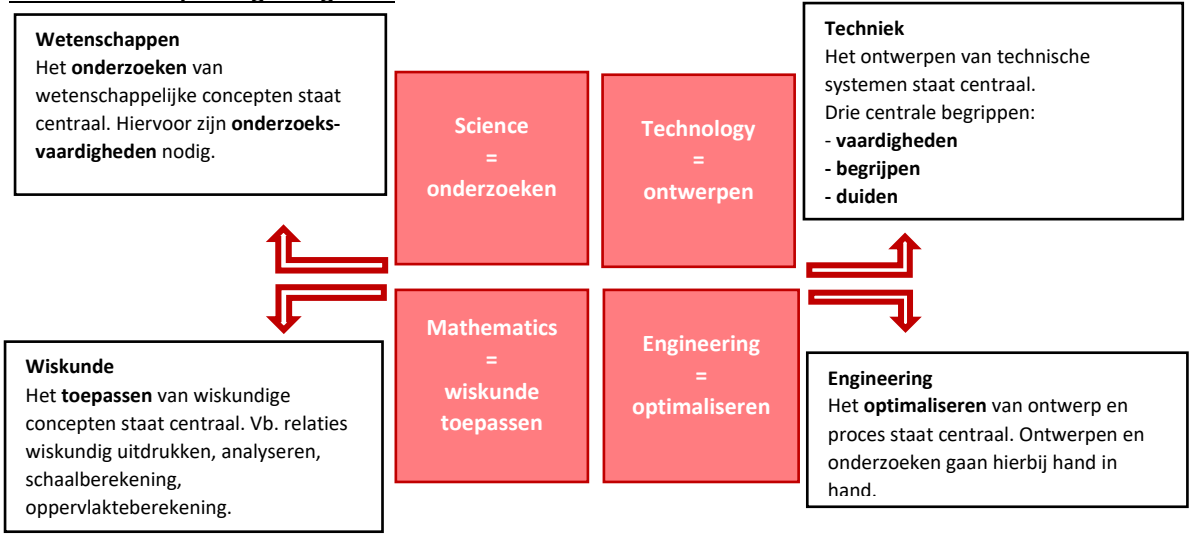 Wetenschappen
Het onderzoeken van
wetenschappelijke concepten staat
centraal. Hiervoor zijn onderzoeks-
vaardigheden nodig.
Science
=
onderzoeken
Technology
=
ontwerpen
Techniek
Het ontwerpen van technische
systemen staat centraal.
Drie centrale begrippen:
- vaardigheden
- begrijpen
- duiden
Wiskunde
Het toepassen van wiskundige
concepten staat centraal. Vb. relaties
wiskundig uitdrukken, analyseren,
schaalberekening,
oppervlakteberekening.
Mathematics
=
wiskunde
toepassen
Engineering
=
optimaliseren
Engineering
Het optimaliseren van ontwerp en
proces staat centraal. Ontwerpen en
onderzoeken gaan hierbij hand in
hand.